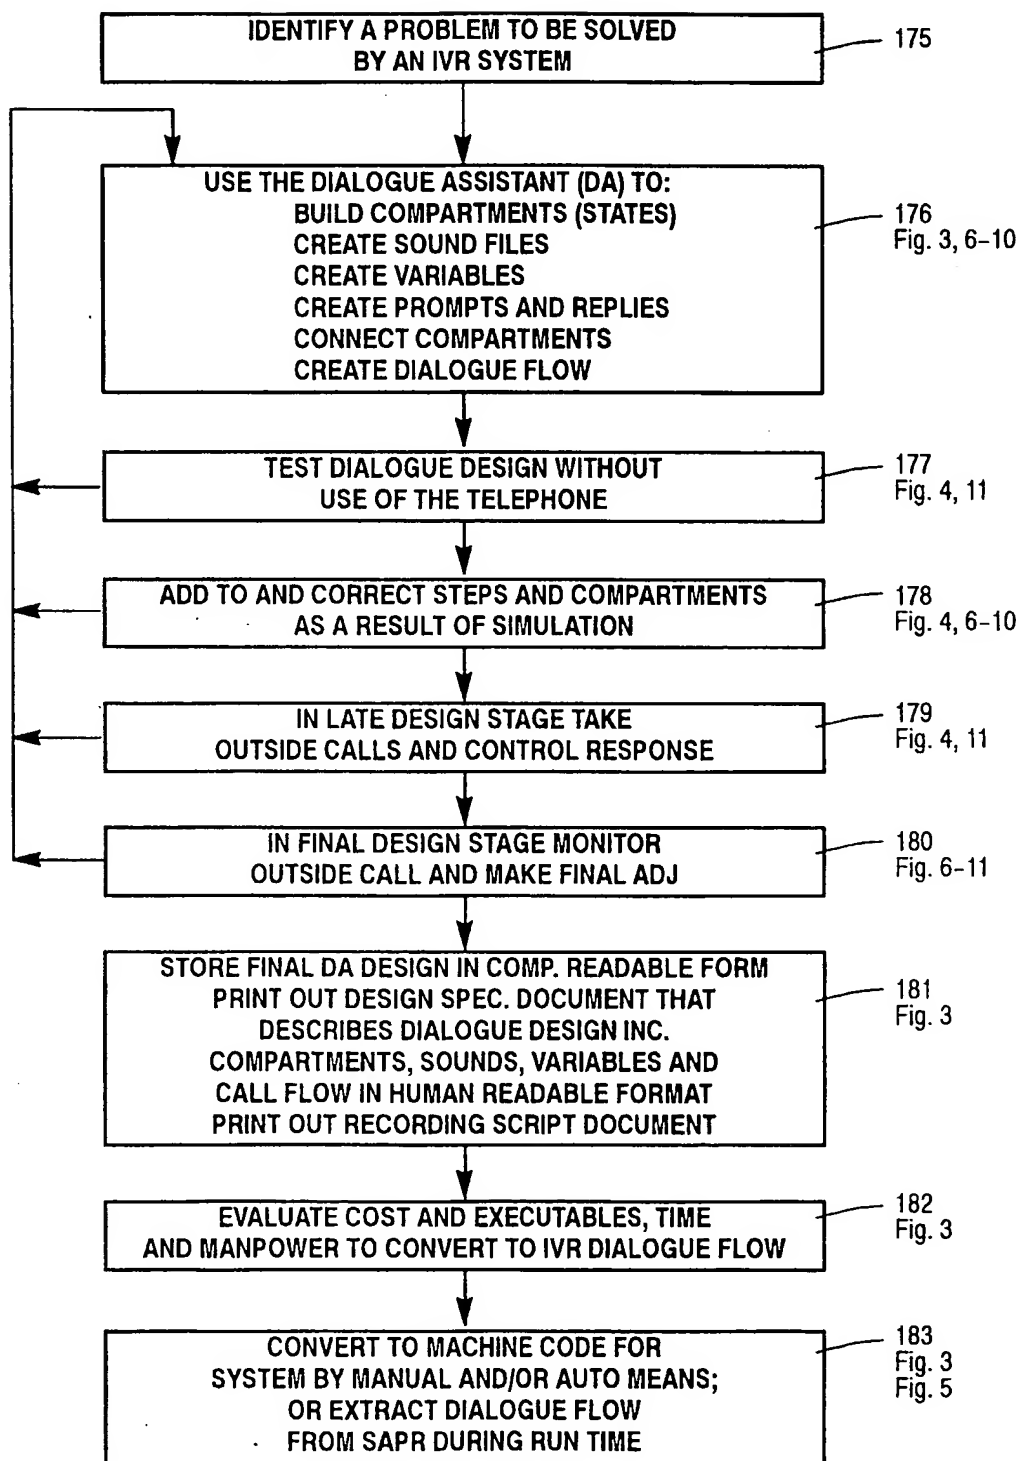 IDENTIFY A PROBLEM TO BE SOLVED
BY AN IVR SYSTEM
175
USE THE DIALOGUE ASSISTANT (DA) TO:
BUILD COMPARTMENTS (STATES)
CREATE SOUND FILES
CREATE VARIABLES
CREATE PROMPTS AND REPLIES
CONNECT COMPARTMENTS
CREATE DIALOGUE FLOW
176
Fig. 3, 6-10
TEST DIALOGUE DESIGN WITHOUT
USE OF THE TELEPHONE
177
Fig. 4, 11
ADD TO AND CORRECT STEPS AND COMPARTMENTS
AS A RESULT OF SIMULATION
178
Fig. 4, 6-10
IN LATE DESIGN STAGE TAKE
OUTSIDE CALLS AND CONTROL RESPONSE
179
Fig. 4, 11
IN FINAL DESIGN STAGE MONITOR
OUTSIDE CALL AND MAKE FINAL ADJ
180
Fig. 6-11
STORE FINAL DA DESIGN IN COMP. READABLE FORM
PRINT OUT DESIGN SPEC. DOCUMENT THAT
DESCRIBES DIALOGUE DESIGN INC.
COMPARTMENTS, SOUNDS, VARIABLES AND
CALL FLOW IN HUMAN READABLE FORMAT
PRINT OUT RECORDING SCRIPT DOCUMENT
181
Fig. 3
EVALUATE COST AND EXECUTABLES, TIME
AND MANPOWER TO CONVERT TO IVR DIALOGUE FLOW
182
Fig. 3
CONVERT TO MACHINE CODE FOR
SYSTEM BY MANUAL AND/OR AUTO MEANS;
OR EXTRACT DIALOGUE FLOW
FROM SAPR DURING RUN TIME
183
Fig. 3
Fig. 5